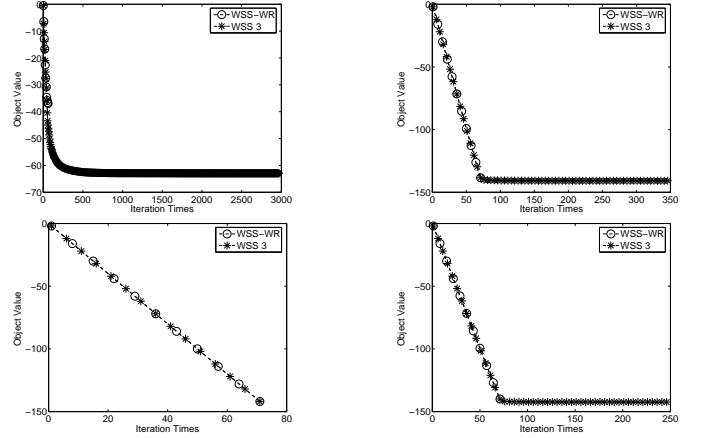 0
−10
−20
−30
−40
−50
−60
−70
0 500 1000 1500 2000 2500 3000
Iteration Times
Object Value
WSS−WR
WSS 3
0
−50
−100
−150
0 50 100 150 200 250 300 350
Iteration Times
Object Value
WSS−WR
WSS 3
0
−50
−100
−150
0 20 40 60 80
Iteration Times
Object Value
WSS−WR
WSS 3
0
−50
−100
−150
0 50 100 150 200 250
Iteration Times
Object Value
WSS−WR
WSS 3